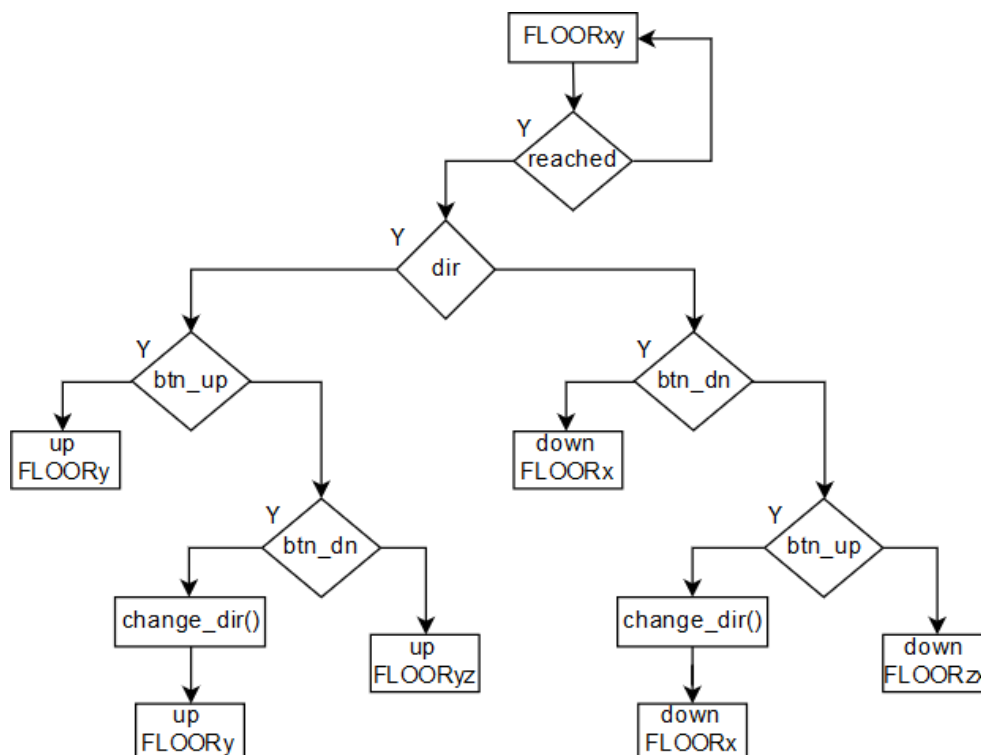 FLOORxy
Y
reached
Y
dir
Y
btn_up
Y
btn_dn
up
FLOORy
down
FLOORx
Y
btn_dn
Y
btn_up
change_dir()
up
FLOORyz
change_dir()
down
FLOORzx
up
FLOORy
down
FLOORx